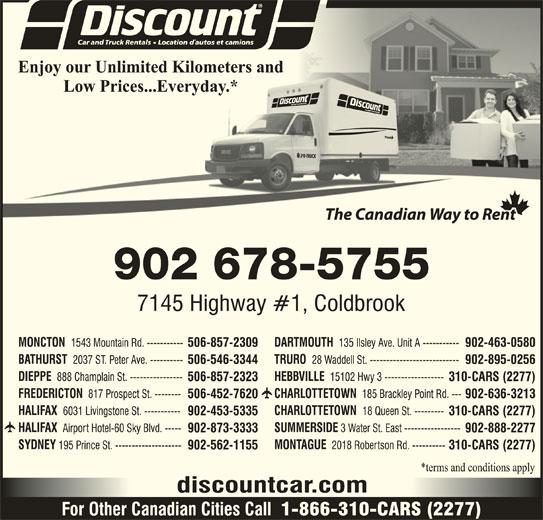 Discount®
Car and Truck Rentals - Location d'autos et camions
Enjoy our Unlimited Kilometers and
Low Prices...Everyday.*
Discount
Discount
The Canadian Way to Rent
902 678-5755
7145 Highway #1, Coldbrook
MONCTON 1543 Mountain Rd. ----------- 506-857-2309
BATHURST 2037 ST. Peter Ave. ---------- 506-546-3344
DIEPPE 888 Champlain St. ---------------- 506-857-2323
FREDERICTON 817 Prospect St. -------- 506-452-7620
HALIFAX 6031 Livingstone St. ----------- 902-453-5335
HALIFAX Airport Hotel-60 Sky Blvd. ----- 902-873-3333
SYDNEY 195 Prince St. -------------------- 902-562-1155
DARTMOUTH 135 Ilsley Ave. Unit A ----------- 902-463-0580
TRURO 28 Waddell St. --------------------------- 902-895-0256
HEBBVILLE 15102 Hwy 3 ------------------ 310-CARS (2277)
CHARLOTTETOWN 185 Brackley Point Rd. --- 902-636-3213
CHARLOTTETOWN 18 Queen St. --------- 310-CARS (2277)
SUMMERSIDE 3 Water St. East ----------------- 902-888-2277
MONTAGUE 2018 Robertson Rd. ---------- 310-CARS (2277)
*terms and conditions apply
discountcar.com
For Other Canadian Cities Call 1-866-310-CARS (2277)